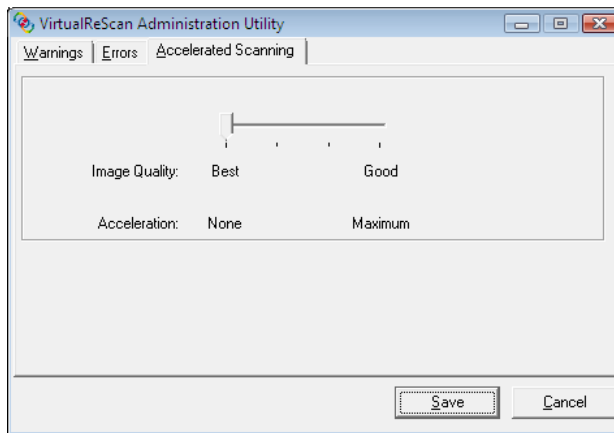 VirtualReScan Administration Utility
Warnings Errors Accelerated Scanning
Image Quality: Best Good
Acceleration: None Maximum
Save Cancel